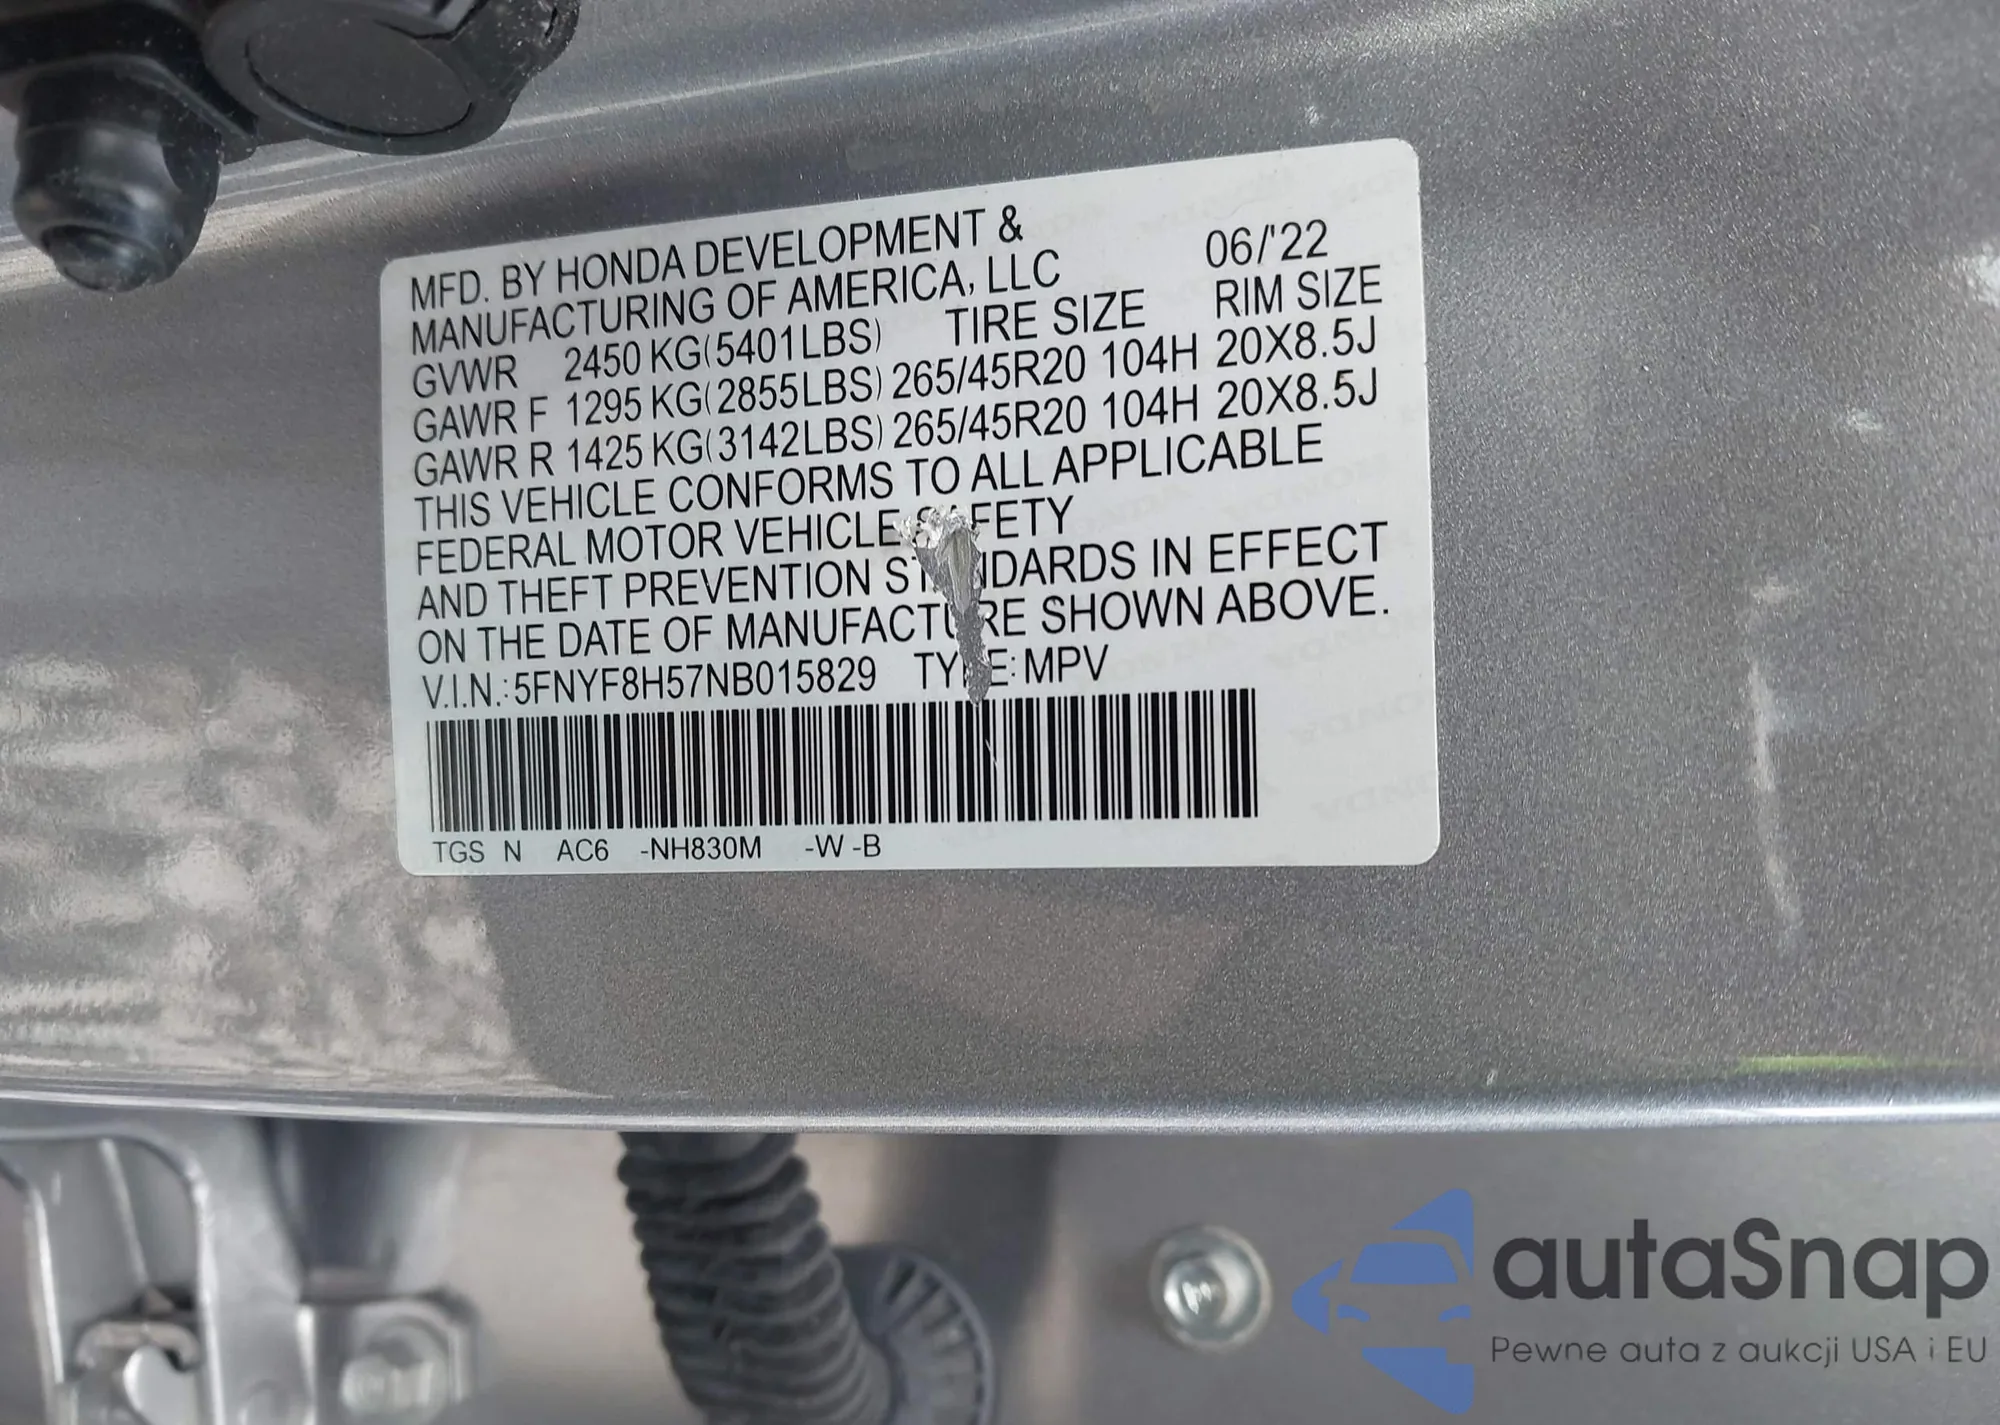 MFD. BY HONDA DEVELOPMENT & 06/'22
MANUFACTURING OF AMERICA, LLC
TIRE SIZE RIM SIZE
GVWR 2450 KG(5401LBS)
GAWR F 1295 KG(2855LBS) 265/45R20 104H 20X8.5J
GAWR R 1425 KG(3142LBS) 265/45R20 104H 20X8.5J
THIS VEHICLE CONFORMS TO ALL APPLICABLE
FEDERAL MOTOR VEHICLE SAFETY
AND THEFT PREVENTION STANDARDS IN EFFECT
ON THE DATE OF MANUFACTURE SHOWN ABOVE.
V.I.N.:5FNYF8H57NB015829 TYPE:MPV
TGS N AC6 -NH830M -W -B
autaSnap
Pewne auta z aukcji USA i EU